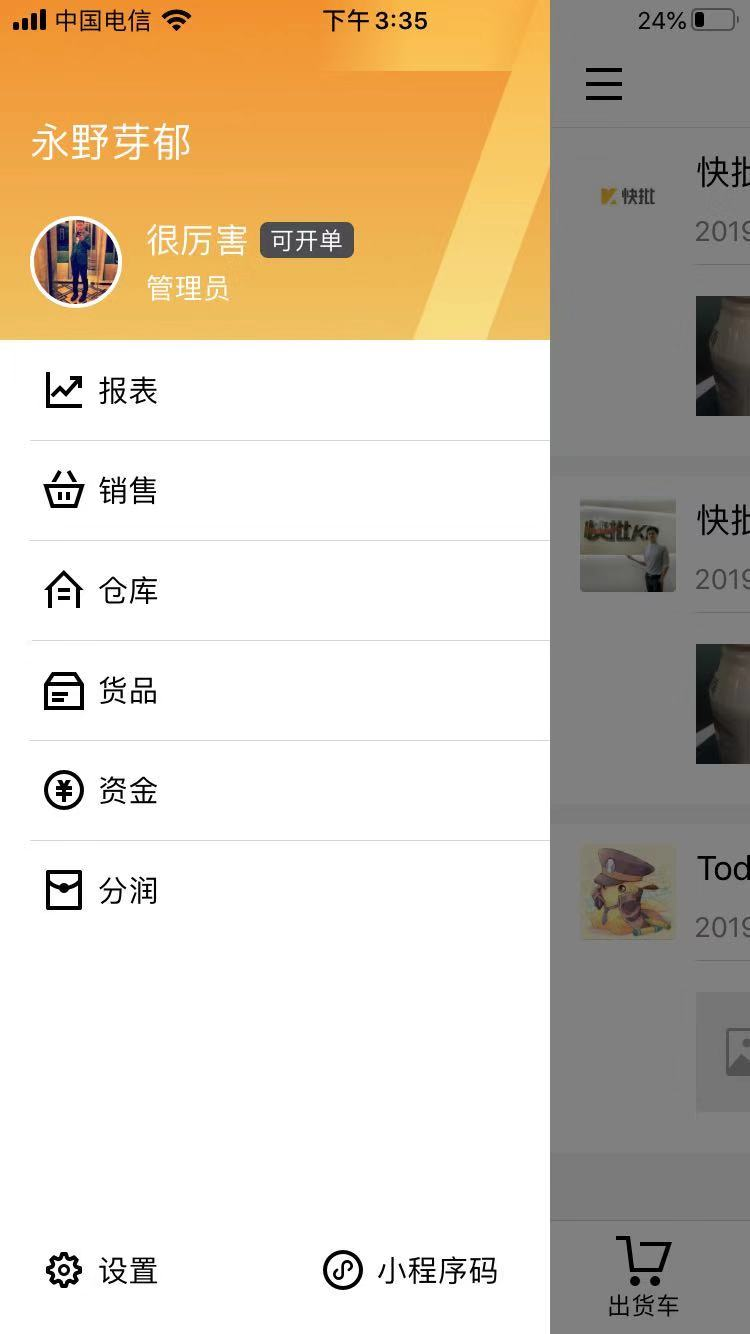 中国电信
下午3:35
24%
永野芽郁
很厉害 可开单
管理员
报表
销售
仓库
货品
资金
分润
设置
小程序码
快批
快批
2019
快批
2019
Tod
2019
出货车